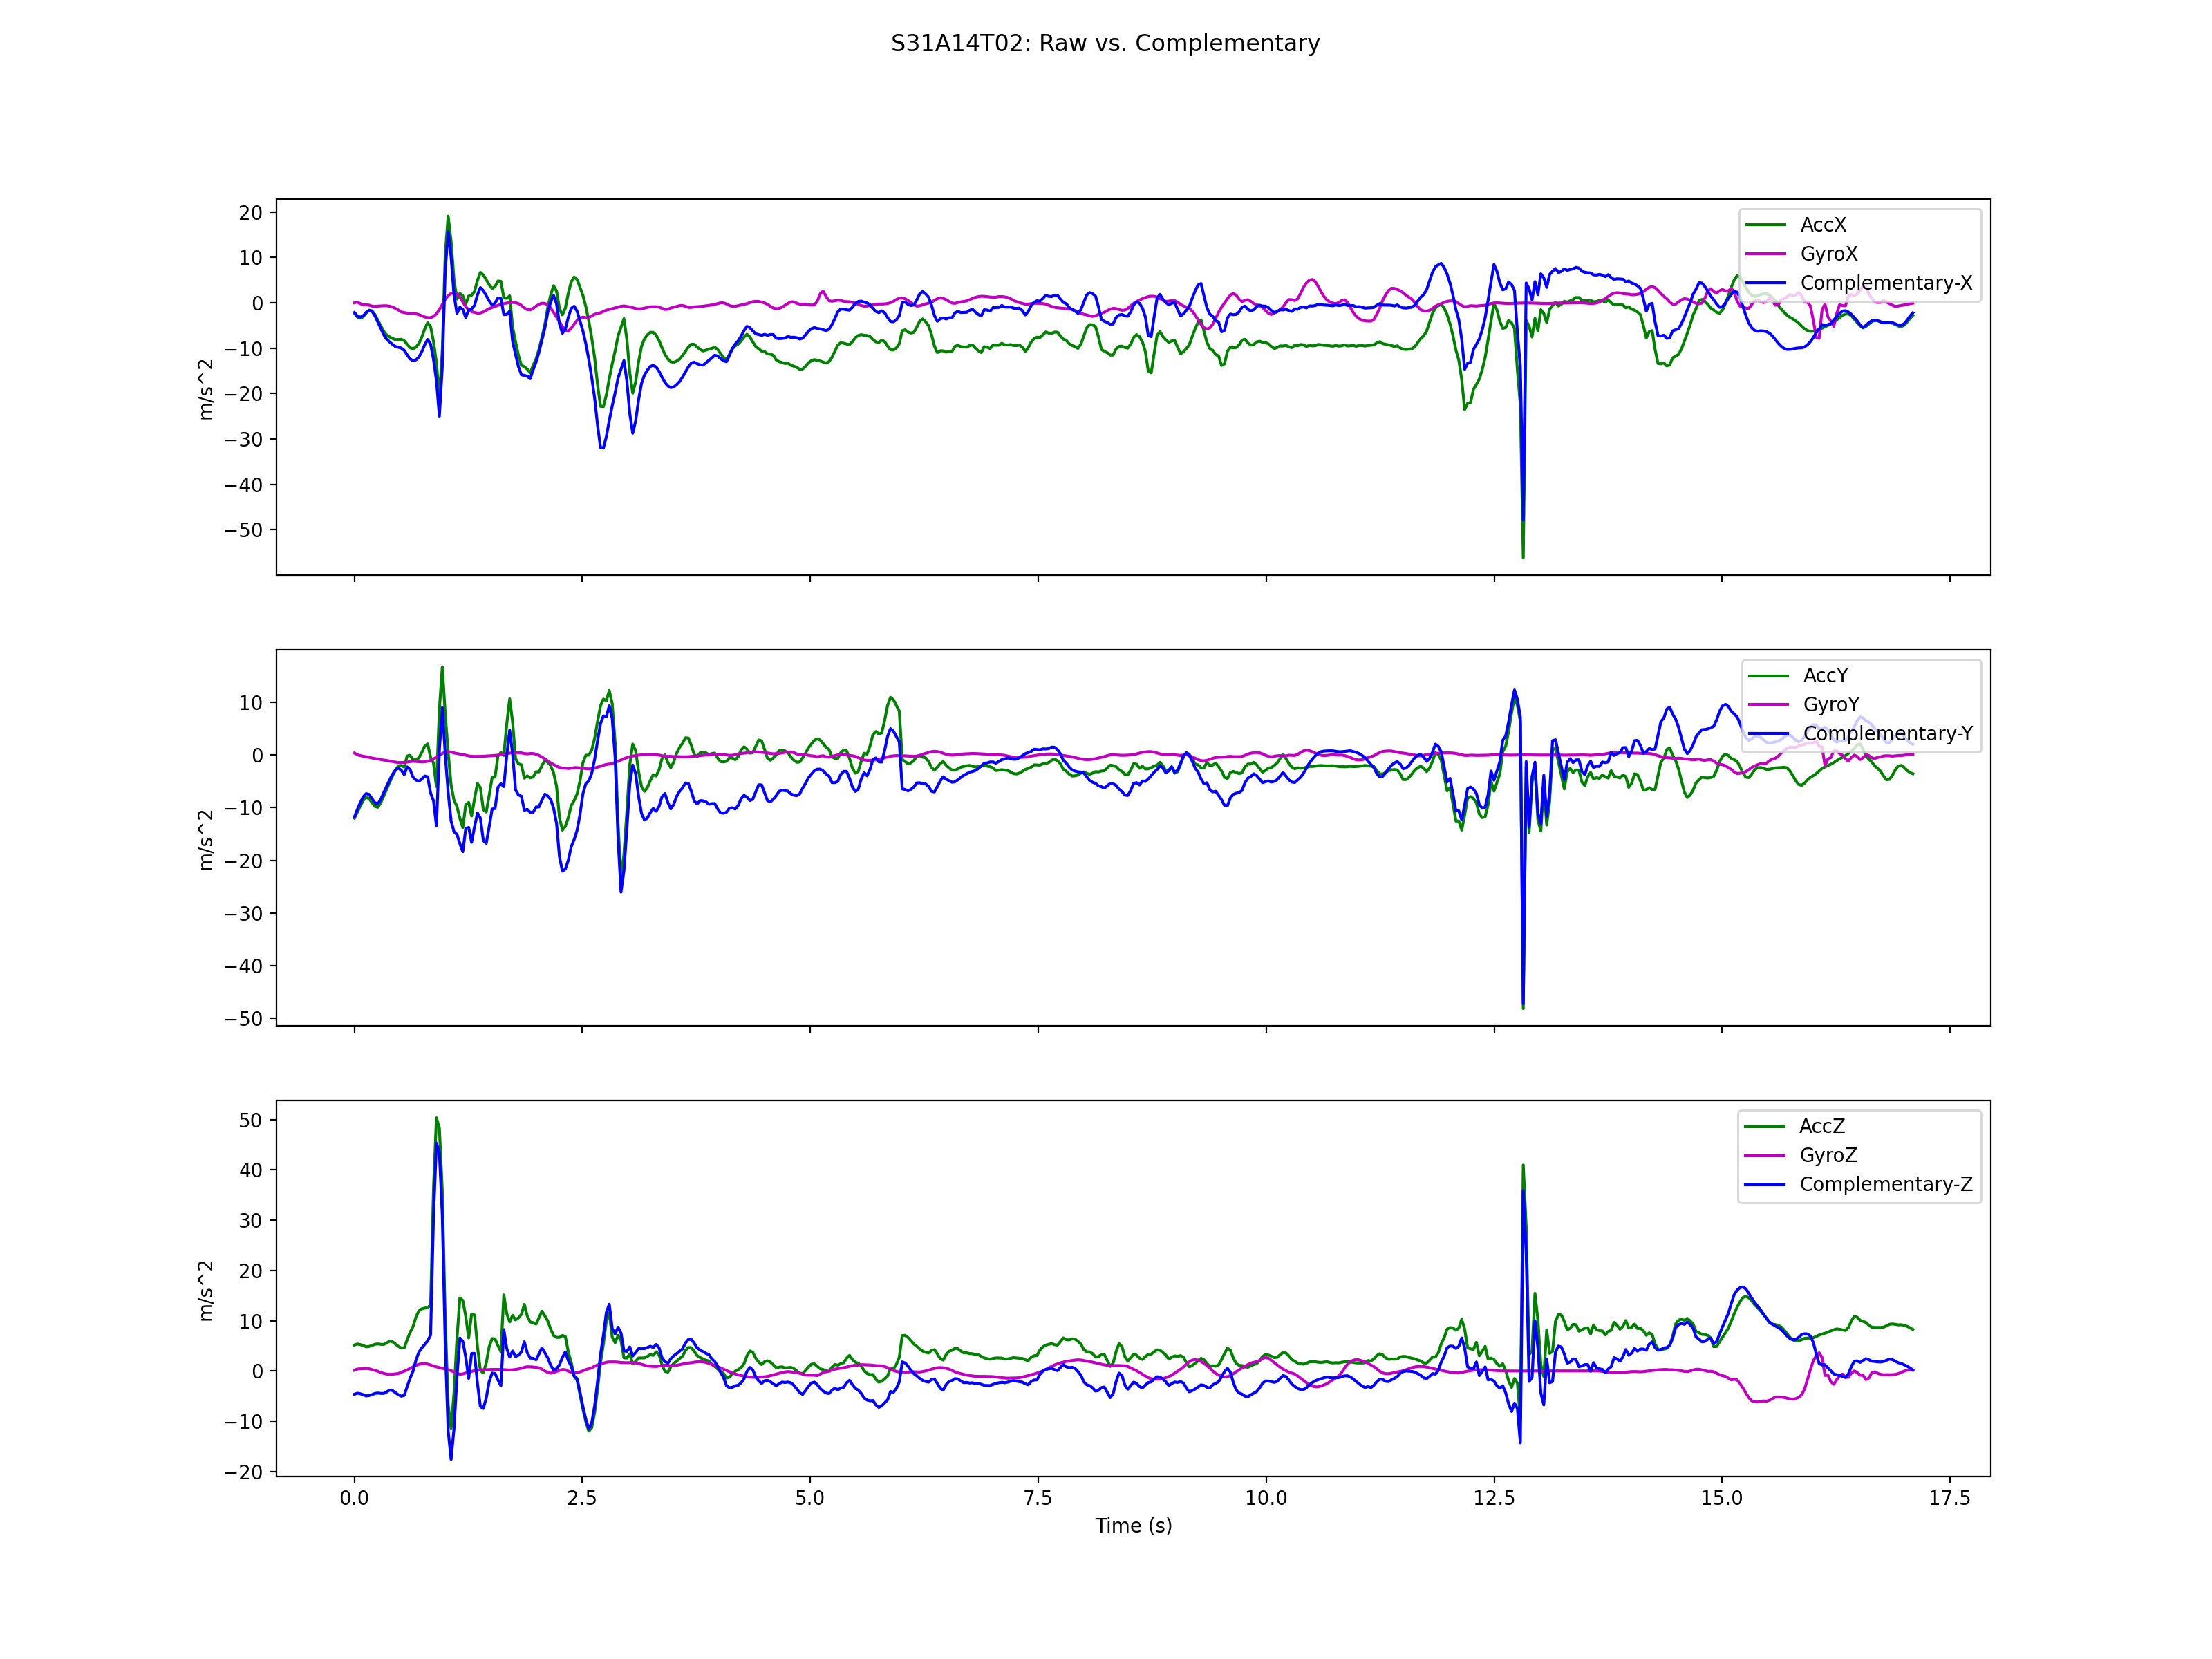 S31A14T02: Raw vs. Complementary
20
10
0
−10
−20
−30
−40
−50
m/s^2
AccX
GyroX
Complementary-X
10
0
−10
−20
−30
−40
−50
m/s^2
AccY
GyroY
Complementary-Y
50
40
30
20
10
0
−10
−20
m/s^2
AccZ
GyroZ
Complementary-Z
0.0 2.5 5.0 7.5 10.0 12.5 15.0 17.5
Time (s)